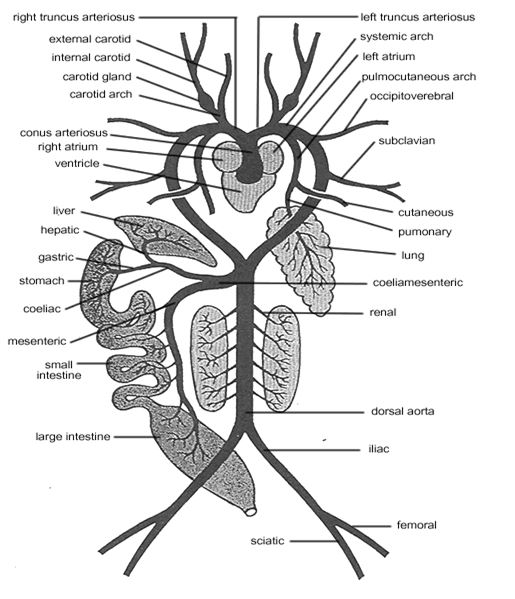 right truncus arteriosus
external carotid
internal carotid
carotid gland
carotid arch
conus arteriosus
right atrium
ventricle
liver
hepatic
gastric
stomach
coeliac
mesenteric
small
intestine
large intestine
left truncus arteriosus
systemic arch
left atrium
pulmocutaneous arch
occipitoverebral
subclavian
cutaneous
pumonary
lung
coeliamesenteric
renal
dorsal aorta
iliac
femoral
sciatic